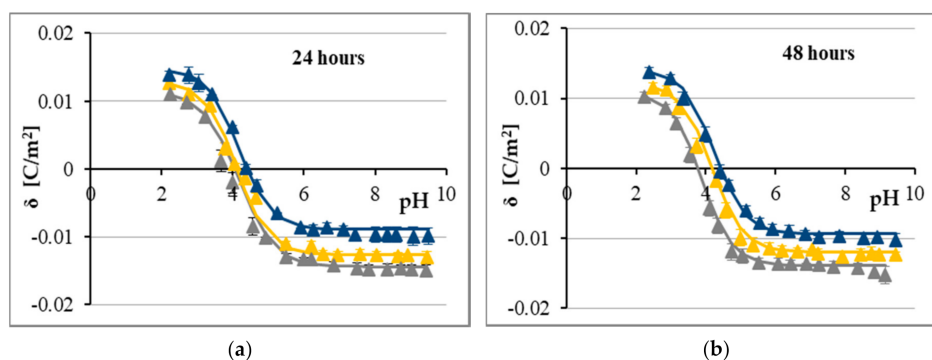 0.02
0.01
0
-0.01
-0.02
δ [C/m²]
24 hours
0 2 4 6 8 10
pH
(a)
0.02
0.01
0
-0.01
-0.02
δ [C/m²]
48 hours
0 2 4 6 8 10
pH
(b)